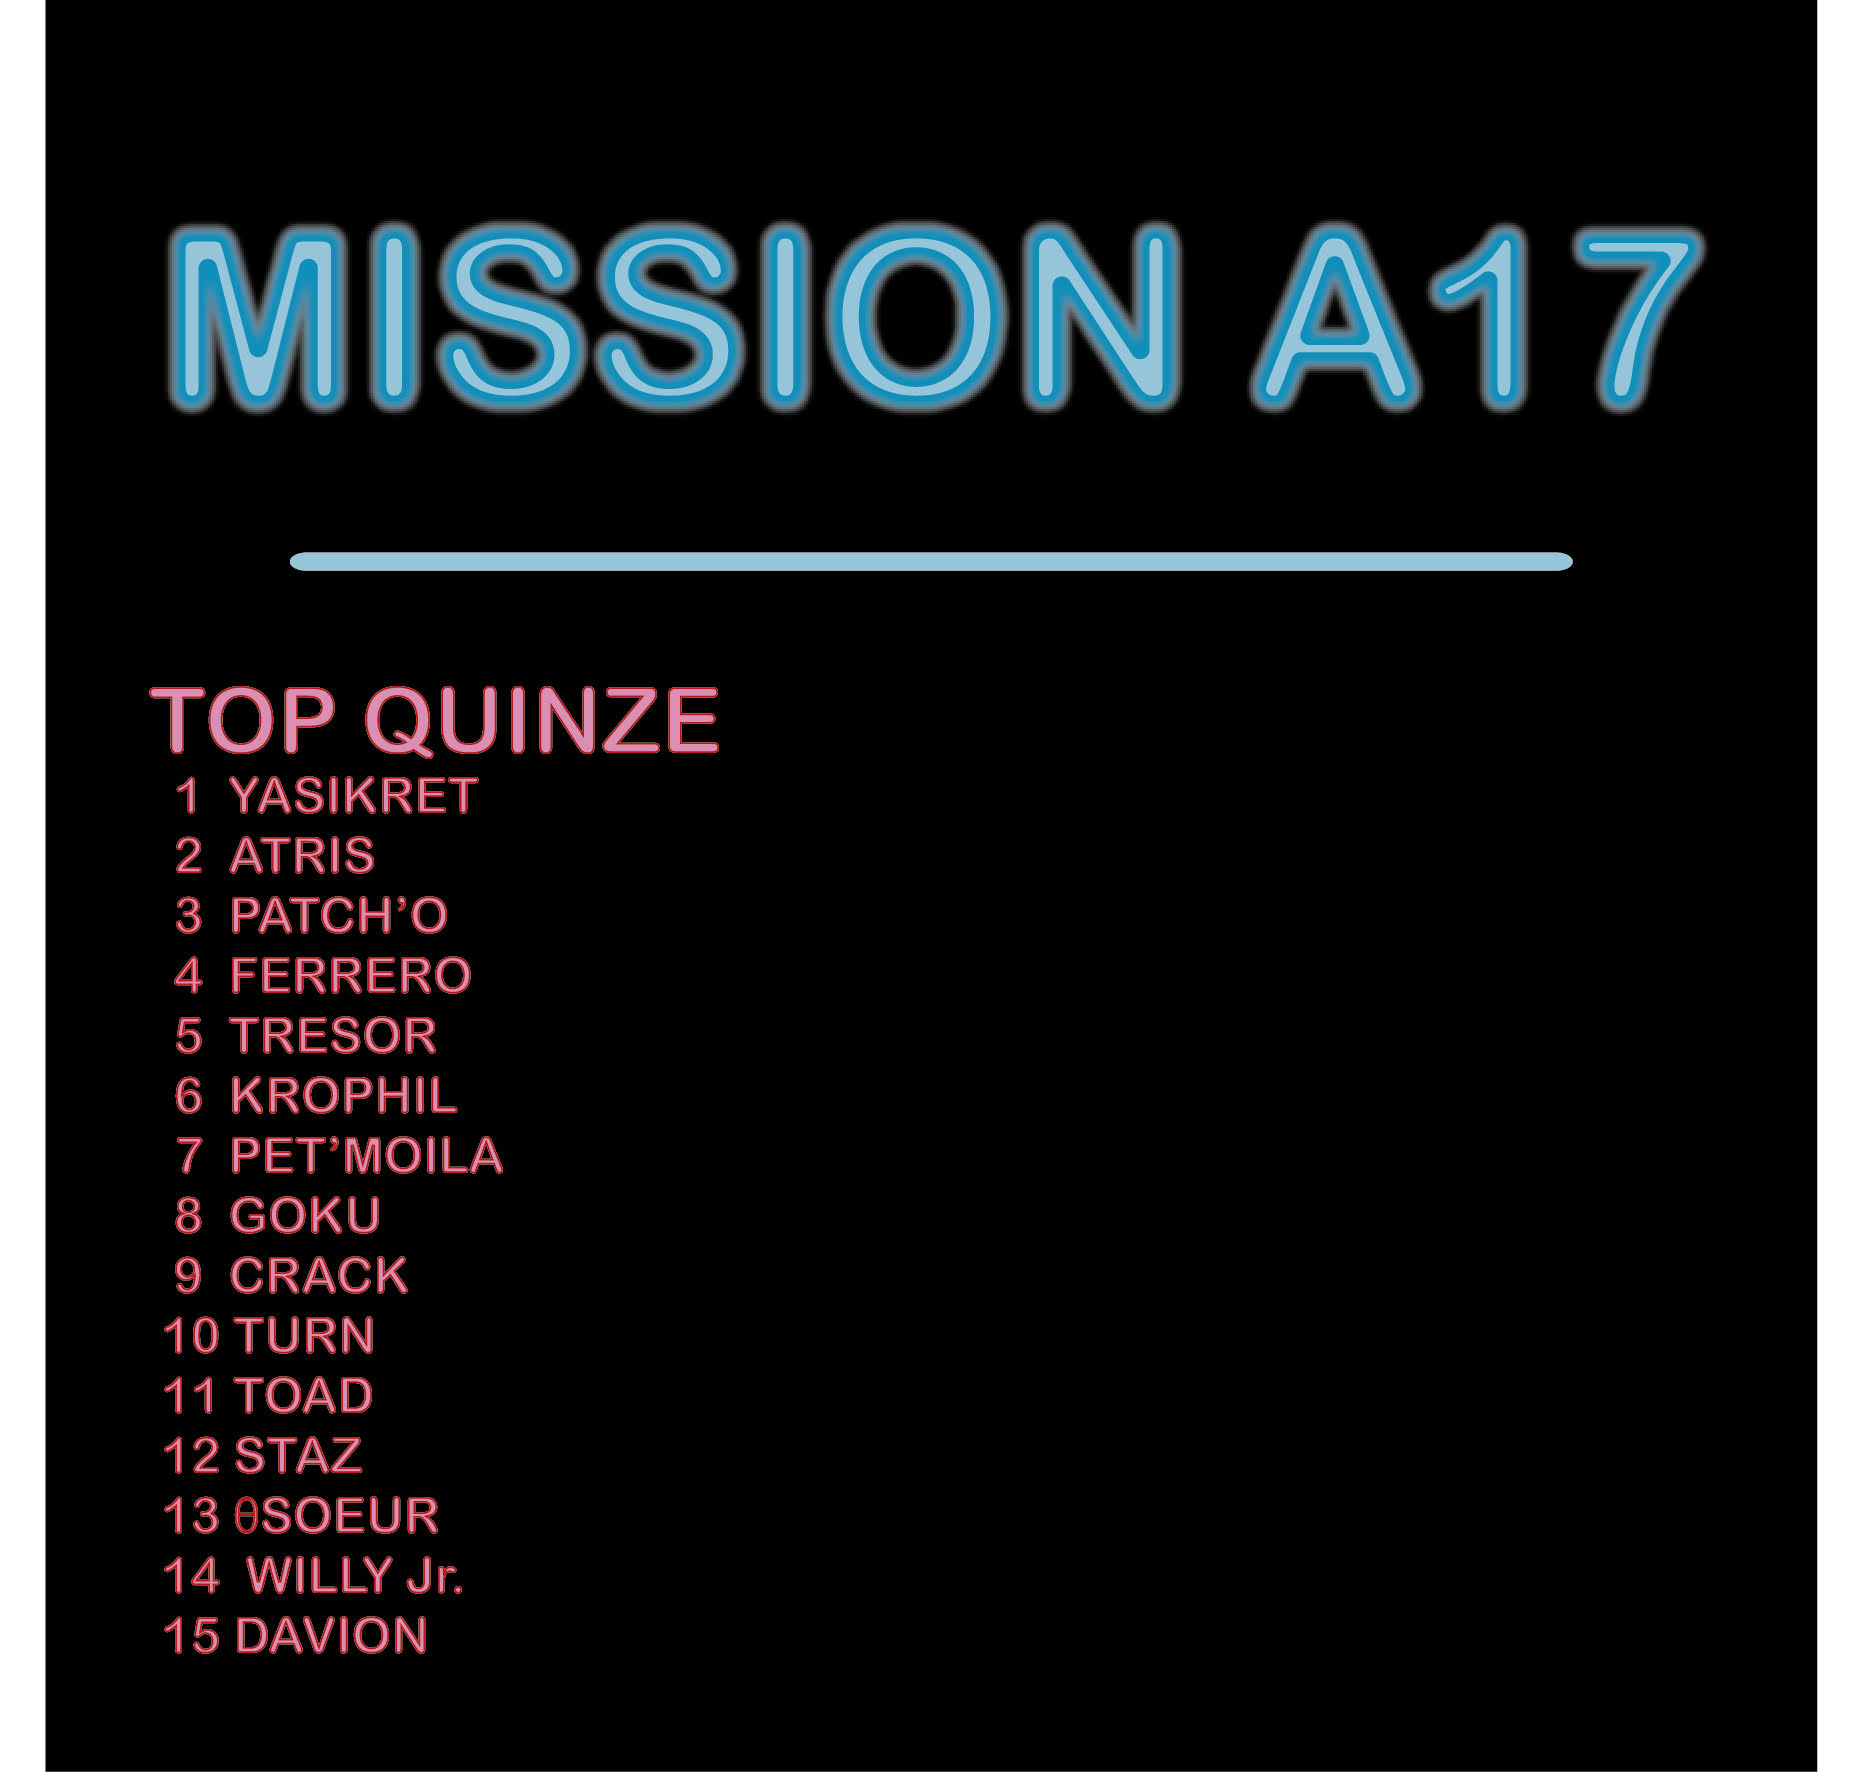 MISSION A17
TOP QUINZE
1 YASIKRET
2 ATRIS
3 PATCH’O
4 FERRERO
5 TRESOR
6 KROPHIL
7 PET’MOILA
8 GOKU
9 CRACK
10 TURN
11 TOAD
12 STAZ
13 θSOEUR
14 WILLY Jr.
15 DAVION